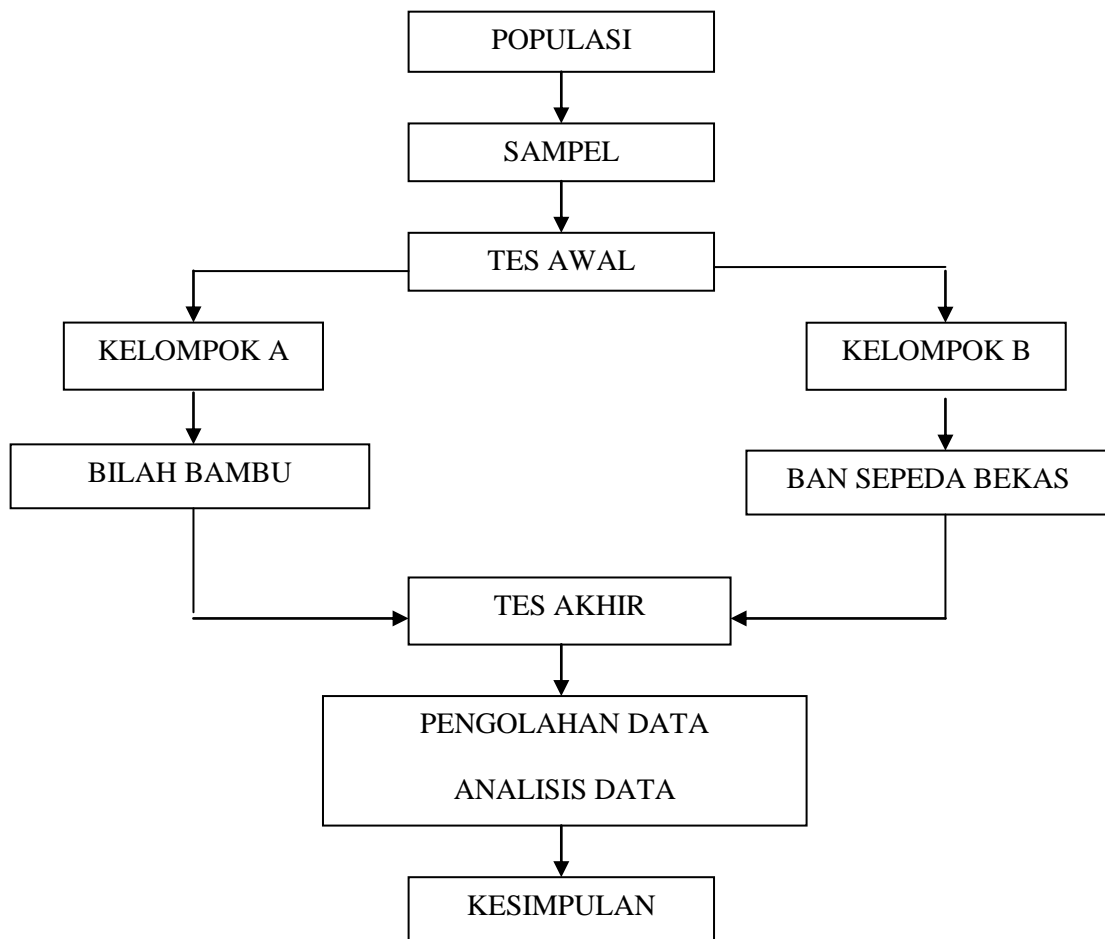 POPULASI
SAMPEL
TES AWAL
KELOMPOK A
KELOMPOK B
BILAH BAMBU
BAN SEPEDA BEKAS
TES AKHIR
PENGOLAHAN DATA
ANALISIS DATA
KESIMPULAN